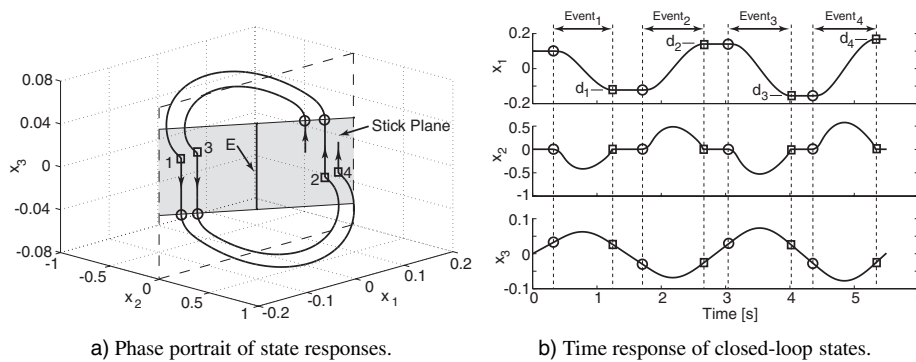 0.08
0.04
0
-0.04
-0.08
x3
-1
-0.5
0
0.5
1
x2
-0.2
-0.1
0
0.1
0.2
x1
Stick Plane
E
1
3
2
4
a) Phase portrait of state responses.
Event1
Event2
Event3
Event4
0.2
0
-0.2
x1
d1
d2
d3
d4
0.5
0
-0.5
-1
x2
0.1
0
-0.1
x3
0
1
2
3
4
5
Time [s]
b) Time response of closed-loop states.